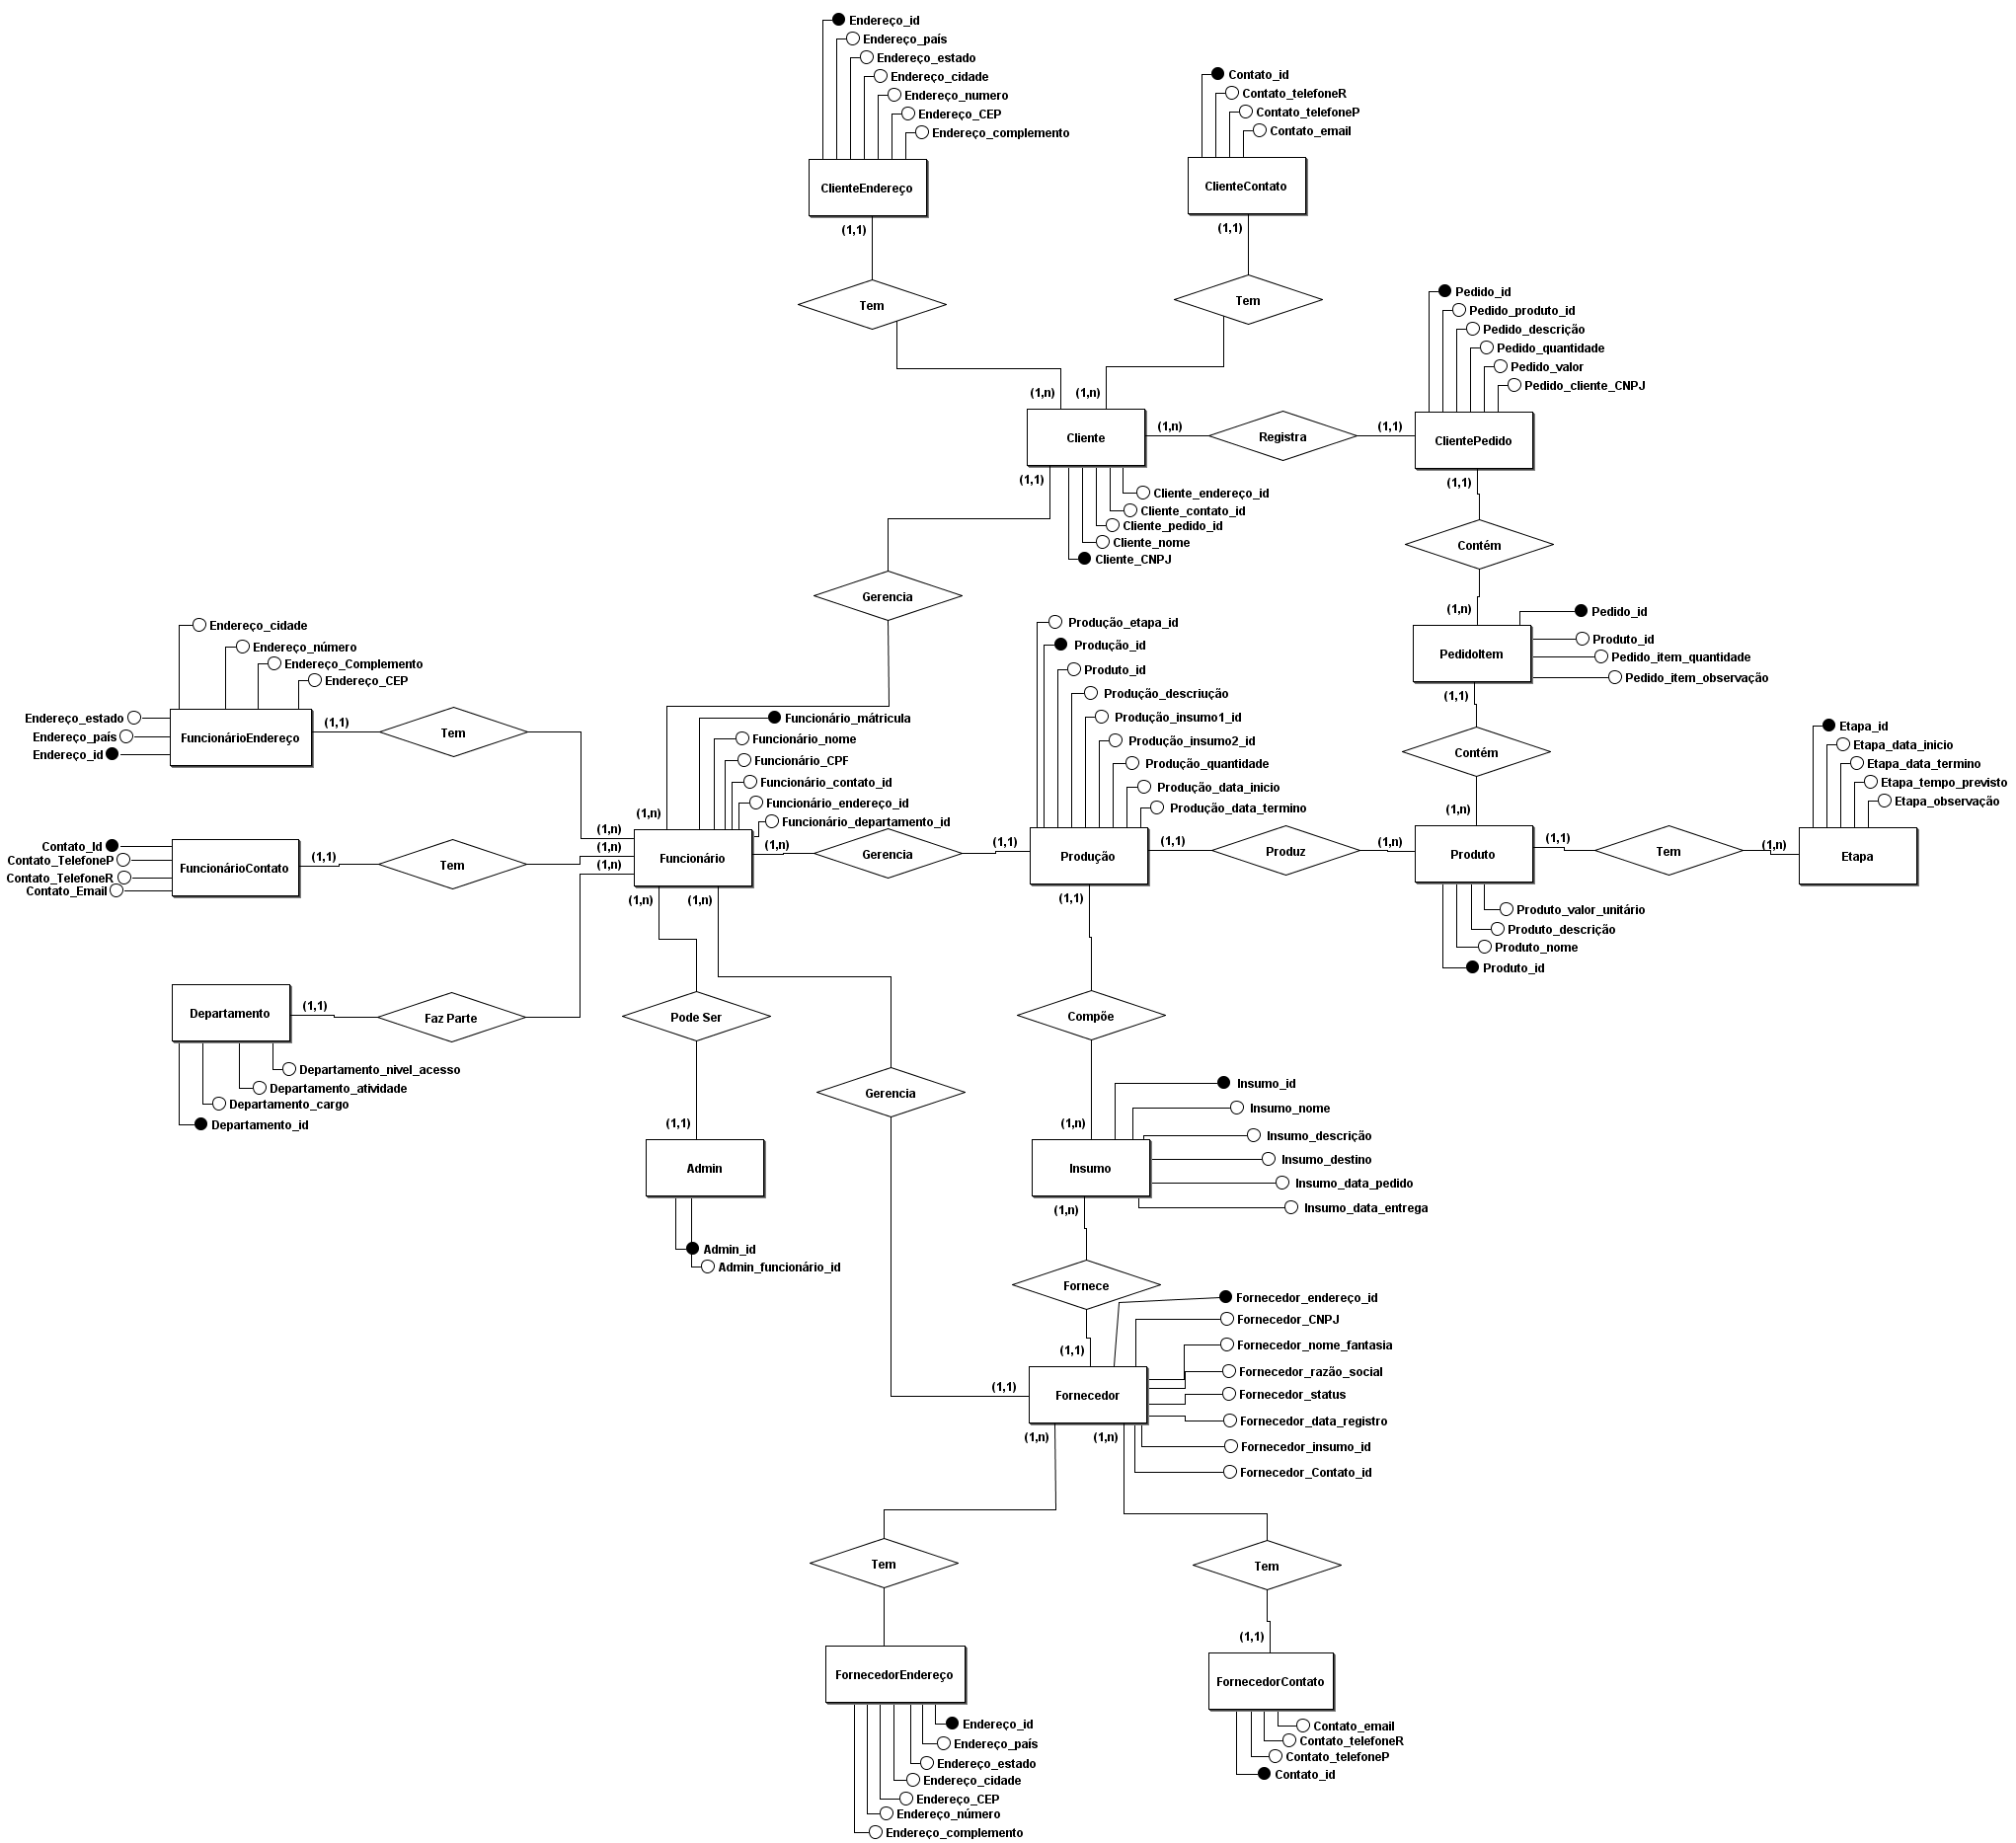 Endereço_id
Endereço_país
Endereço_estado
Endereço_cidade
Endereço_numero
Endereço_CEP
Endereço_complemento
ClienteEndereço
(1,1)
Tem
(1,n)
Contato_id
Contato_telefoneR
Contato_telefoneP
Contato_email
ClienteContato
(1,1)
Tem
(1,n)
Pedido_id
Pedido_produto_id
Pedido_descrição
Pedido_quantidade
Pedido_valor
Pedido_cliente_CNPJ
Cliente
(1,n)
Registra
(1,1)
ClientePedido
(1,1)
Cliente_endereço_id
Cliente_contato_id
Cliente_pedido_id
Cliente_nome
Cliente_CNPJ
(1,1)
Contém
(1,n)
Gerencia
Pedido_id
Produto_id
Pedido_item_quantidade
Pedido_item_observação
PedidoItem
(1,1)
Contém
(1,n)
Endereço_cidade
Endereço_número
Endereço_Complemento
Endereço_CEP
Endereço_estado
Endereço_país
Endereço_id
FuncionárioEndereço
(1,1)
Tem
(1,n)
Contato_Id
Contato_TelefoneP
Contato_TelefoneR
Contato_Email
FuncionárioContato
(1,1)
Tem
(1,n)
(1,n)
(1,n)
Funcionário_mátricula
Funcionário_nome
Funcionário_CPF
Funcionário_contato_id
Funcionário_endereço_id
Funcionário_departamento_id
Funcionário
(1,n)
Gerencia
(1,1)
Produção_etapa_id
Produção_id
Produto_id
Produção_descriução
Produção_insumo1_id
Produção_insumo2_id
Produção_quantidade
Produção_data_inicio
Produção_data_termino
Produção
(1,1)
Produz
(1,n)
Produto
(1,1)
Tem
(1,n)
Etapa_id
Etapa_data_inicio
Etapa_data_termino
Etapa_tempo_previsto
Etapa_observação
Etapa
Produto_valor_unitário
Produto_descrição
Produto_nome
Produto_id
(1,n)
(1,n)
(1,1)
Departamento
(1,1)
Faz Parte
Departamento_nivel_acesso
Departamento_atividade
Departamento_cargo
Departamento_id
Pode Ser
(1,1)
Admin
Admin_id
Admin_funcionário_id
Gerencia
(1,1)
Compõe
(1,n)
Insumo_id
Insumo_nome
Insumo_descrição
Insumo_destino
Insumo_data_pedido
Insumo_data_entrega
Insumo
(1,n)
Fornece
(1,1)
Fornecedor_endereço_id
Fornecedor_CNPJ
Fornecedor_nome_fantasia
Fornecedor_razão_social
Fornecedor_status
Fornecedor_data_registro
Fornecedor_insumo_id
Fornecedor_Contato_id
Fornecedor
(1,n)
(1,n)
Tem
FornecedorEndereço
Endereço_id
Endereço_país
Endereço_estado
Endereço_cidade
Endereço_CEP
Endereço_número
Endereço_complemento
Tem
(1,1)
FornecedorContato
Contato_email
Contato_telefoneR
Contato_telefoneP
Contato_id